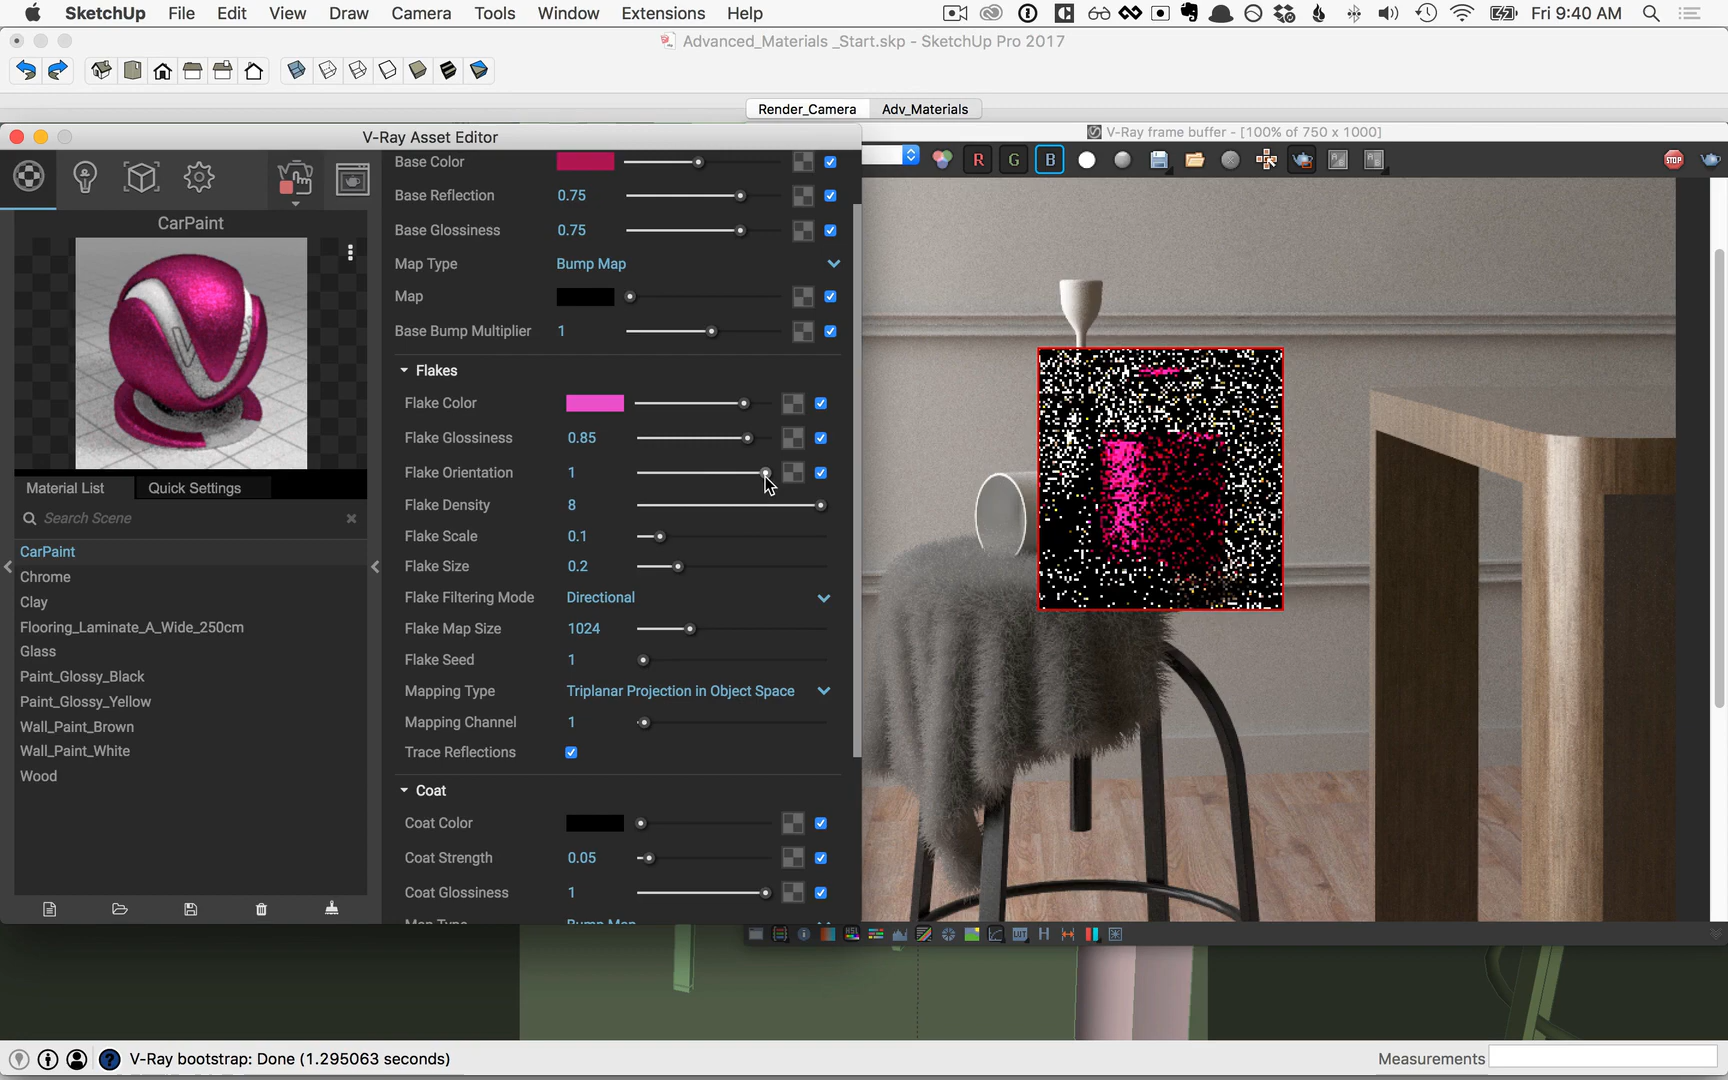 SketchUp File Edit View Draw Camera Tools Window Extensions Help Fri 9:40 AM
Advanced_Materials _Start.skp - SketchUp Pro 2017
Render_Camera Adv_Materials
V-Ray Asset Editor
V-Ray frame buffer - [100% of 750 x 1000]
R G B STOP
CarPaint
Base Color
Base Reflection 0.75
Base Glossiness 0.75
Map Type Bump Map
Map
Base Bump Multiplier 1
Flakes
Flake Color
Flake Glossiness 0.85
Flake Orientation 1
Flake Density 8
Flake Scale 0.1
Flake Size 0.2
Flake Filtering Mode Directional
Flake Map Size 1024
Flake Seed 1
Mapping Type Triplanar Projection in Object Space
Mapping Channel 1
Trace Reflections
Coat
Coat Color
Coat Strength 0.05
Coat Glossiness 1
Map Type Bump Map
Material List Quick Settings
Search Scene
CarPaint
Chrome
Clay
Flooring_Laminate_A_Wide_250cm
Glass
Paint_Glossy_Black
Paint_Glossy_Yellow
Wall_Paint_Brown
Wall_Paint_White
Wood
LUT H
V-Ray bootstrap: Done (1.295063 seconds)
Measurements